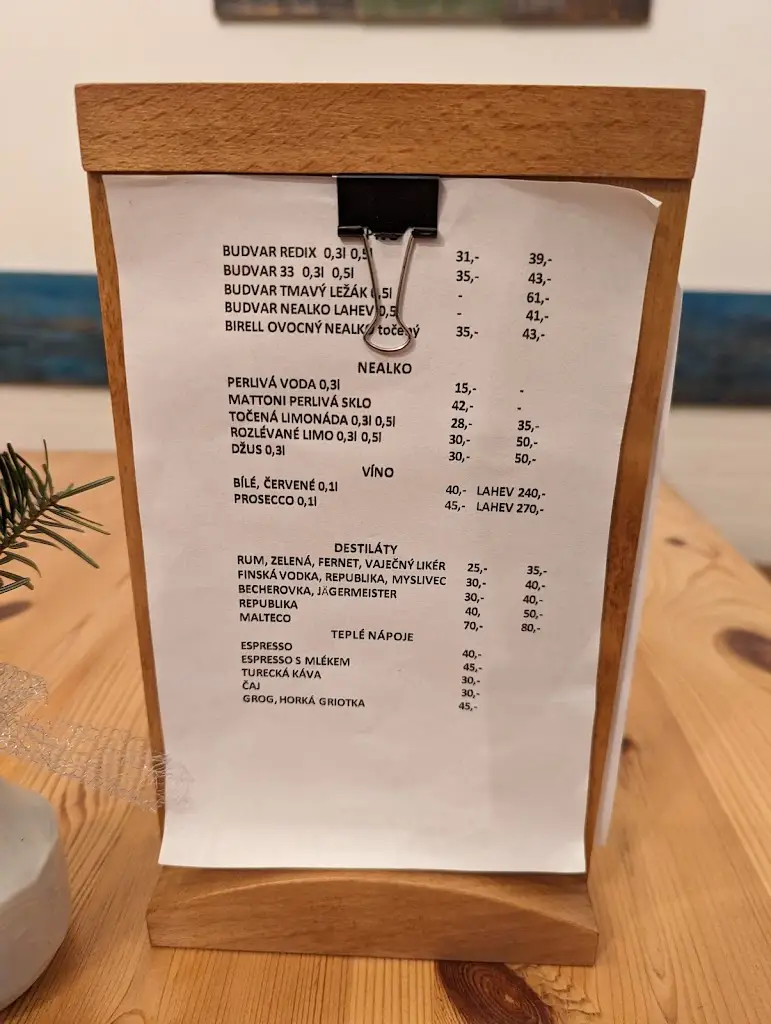 BUDVAR REDIX 0,3l 0,5l 31,- 39,-
BUDVAR 33 0,3l 0,5l 35,- 43,-
BUDVAR TMAVÝ LEŽÁK 0,5l - 61,-
BUDVAR NEALKO LAHEV 0,5 - 41,-
BIRELL OVOCNÝ NEALKO točený 35,- 43,-
NEALKO
PERLIVÁ VODA 0,3l 15,- -
MATTONI PERLIVÁ SKLO 42,- -
TOČENÁ LIMONÁDA 0,3l 0,5l 28,- 35,-
ROZLÉVANÉ LIMO 0,3l 0,5l 30,- 50,-
DŽUS 0,3l 30,- 50,-
VÍNO
BÍLÉ, ČERVENÉ 0,1l 40,- LAHEV 240,-
PROSECCO 0,1l 45,- LAHEV 270,-
DESTILÁTY
RUM, ZELENÁ, FERNET, VAJEČNÝ LIKÉR 25,- 35,-
FINSKÁ VODKA, REPUBLIKA, MYSLIVEC 30,- 40,-
BECHEROVKA, JÄGERMEISTER 30,- 40,-
REPUBLIKA 40, 50,-
MALTECO 70,- 80,-
TEPLÉ NÁPOJE
ESPRESSO 40,-
ESPRESSO S MLÉKEM 45,-
TURECKÁ KÁVA 30,-
ČAJ 30,-
GROG, HORKÁ GRIOTKA 45,-